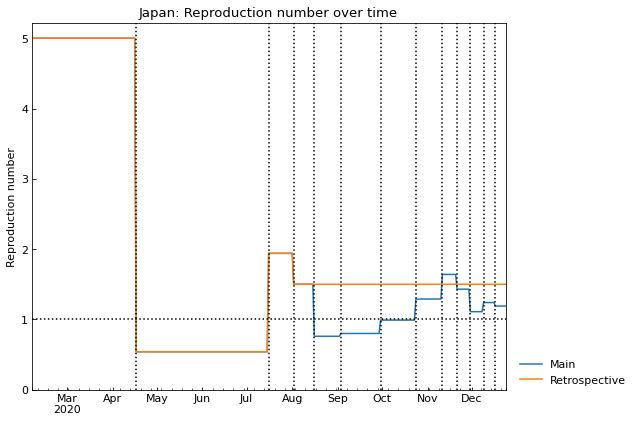 Japan: Reproduction number over time
Reproduction number
5
4
3
2
1
0
Mar Apr May Jun Jul Aug Sep Oct Nov Dec
2020
Main
Retrospective